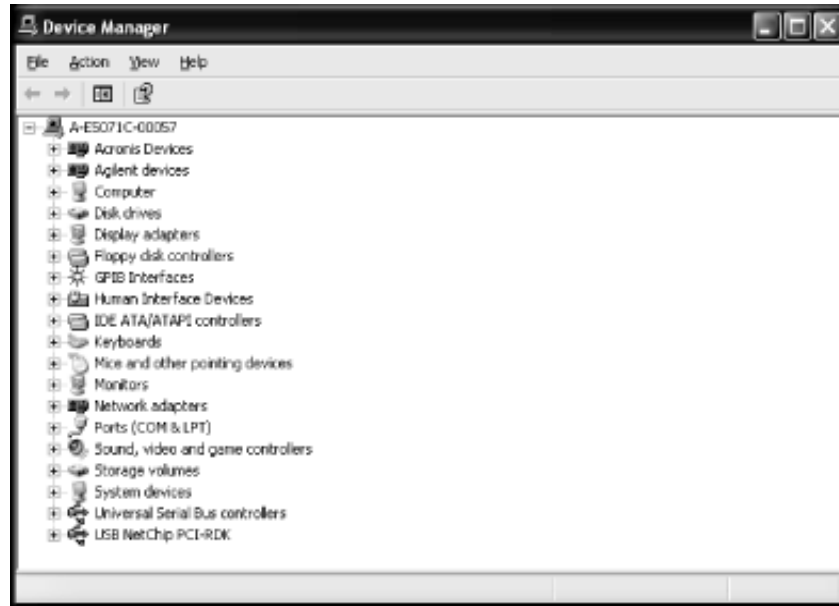 Device Manager
File Action View Help
A-E5071C-00057
Acronis Devices
Agilent devices
Computer
Disk drives
Display adapters
Floppy disk controllers
GPIB Interfaces
Human Interface Devices
IDE ATA/ATAPI controllers
Keyboards
Mice and other pointing devices
Monitors
Network adapters
Ports (COM & LPT)
Sound, video and game controllers
Storage volumes
System devices
Universal Serial Bus controllers
USB NetChip PCI-RDK